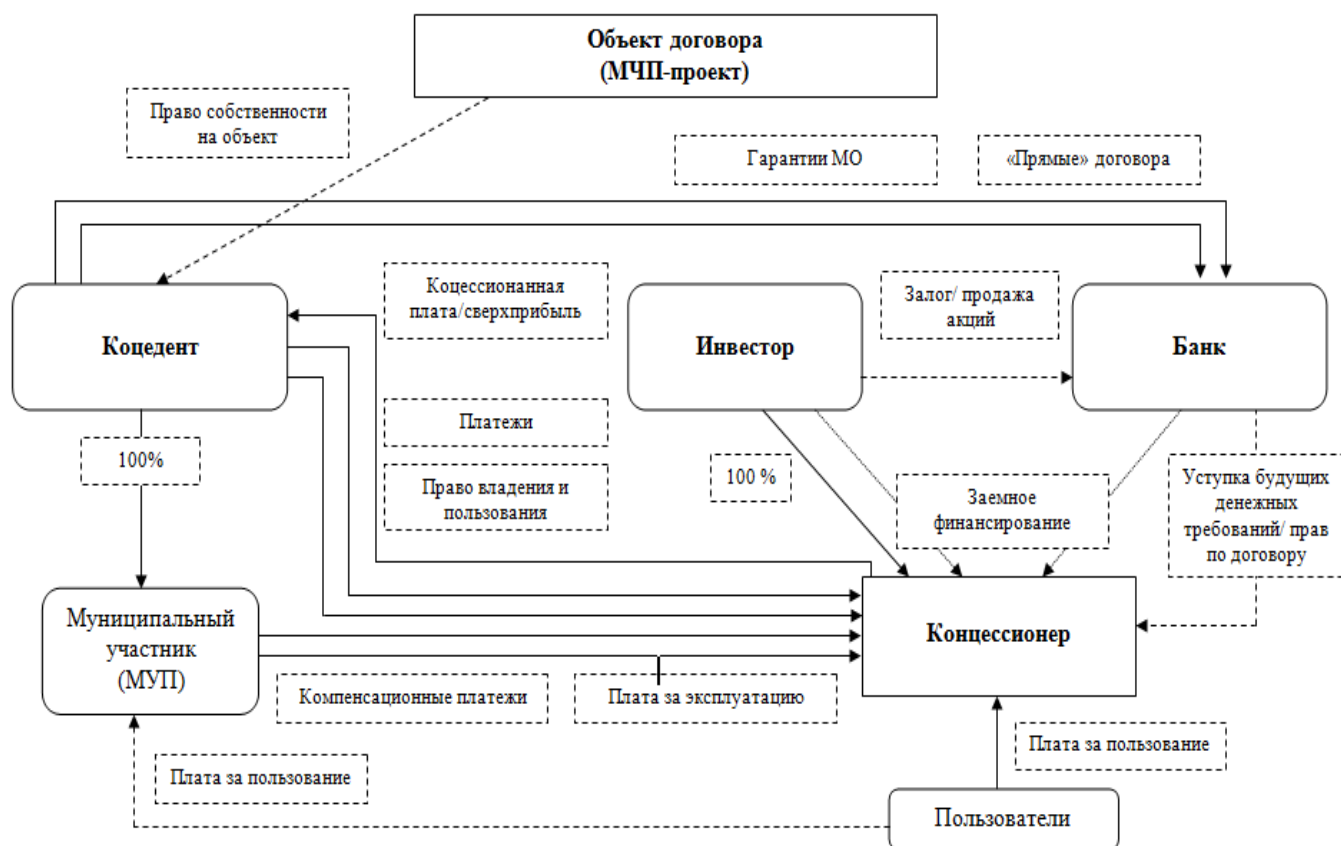 Объект договора
(МЧП-проект)
Право собственности
на объект
Гарантии МО
«Прямые» договора
Коцессионанная
плата/сверхприбыль
Залог/ продажа
акций
Коцедент
Инвестор
Банк
Платежи
100%
100 %
Право владения и
пользования
Заемное
финансирование
Уступка будущих
денежных
требований/ прав
по договору
Муниципальный
участник
(МУП)
Концессионер
Компенсационные платежи
Плата за эксплуатацию
Плата за пользование
Плата за пользование
Пользователи